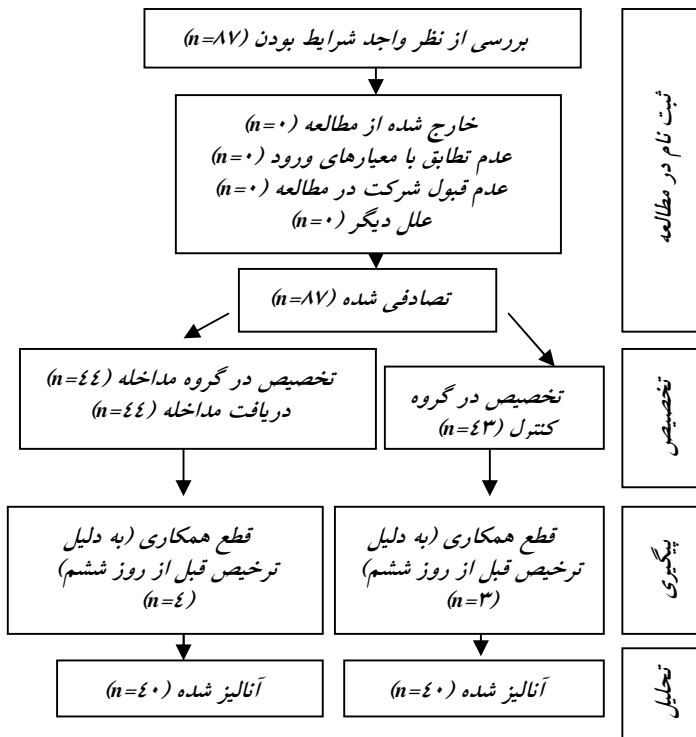 بررسی از نظر واجد شرایط بودن (n=۸۷)
ثبت نام در مطالعه
خارج شده از مطالعه (n=۰)
عدم تطابق با معیارهای ورود (n=۰)
عدم قبول شرکت در مطالعه (n=۰)
علل دیگر (n=۰)
تصادفی شده (n=۸۷)
تخصیص
تخصیص در گروه کنترل (n=٤۳)
تخصیص در گروه مداخله (n=٤٤)
دریافت مداخله (n=٤٤)
پیگیری
قطع همکاری (به دلیل
ترخیص قبل از روز ششم)
(n=۳)
قطع همکاری (به دلیل
ترخیص قبل از روز ششم)
(n=٤)
تحلیل
آنالیز شده (n=٤۰)
آنالیز شده (n=٤۰)